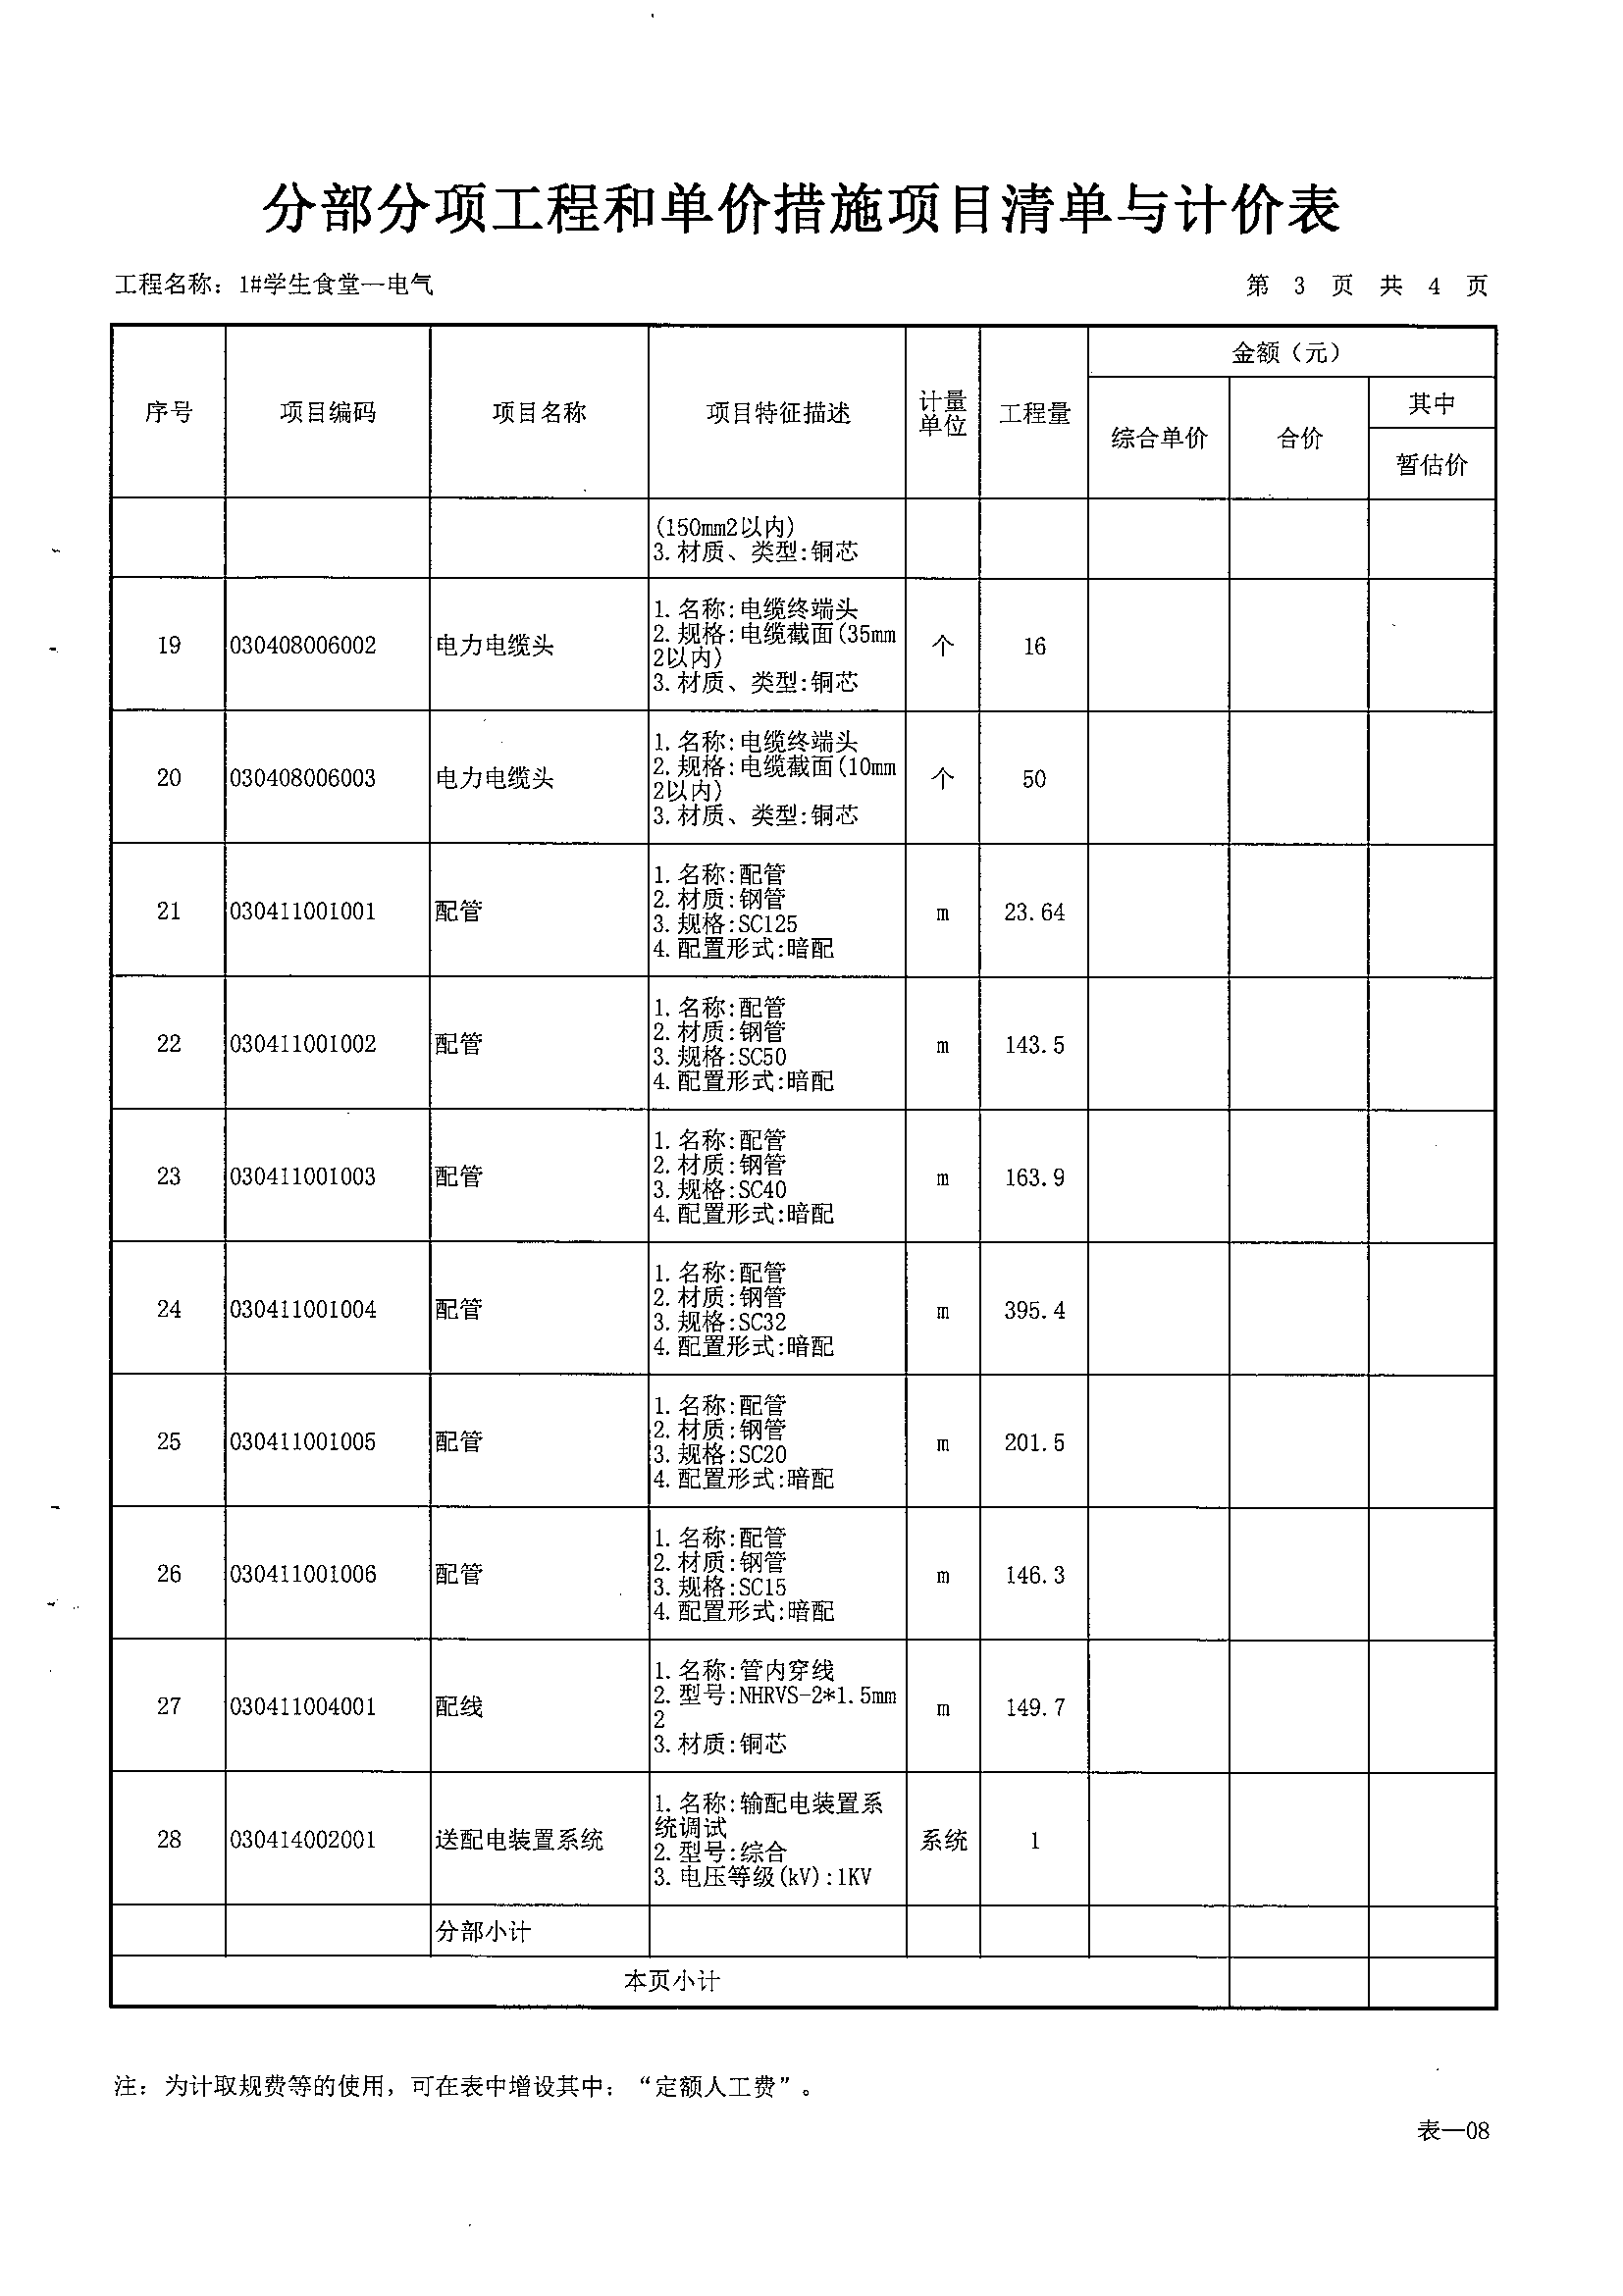 分部分项工程和单价措施项目清单与计价表
工程名称：1#学生食堂—电气 第 3 页 共 4 页
序号 项目编码 项目名称 项目特征描述 计量单位 工程量 金额（元）
综合单价 合价 其中
暂估价
(150mm2以内)
3.材质、类型:铜芯
19 030408006002 电力电缆头 1.名称:电缆终端头
2.规格:电缆截面(35mm
2以内)
3.材质、类型:铜芯
个 16
20 030408006003 电力电缆头 1.名称:电缆终端头
2.规格:电缆截面(10mm
2以内)
3.材质、类型:铜芯
个 50
21 030411001001 配管 1.名称:配管
2.材质:钢管
3.规格:SC125
4.配置形式:暗配
m 23.64
22 030411001002 配管 1.名称:配管
2.材质:钢管
3.规格:SC50
4.配置形式:暗配
m 143.5
23 030411001003 配管 1.名称:配管
2.材质:钢管
3.规格:SC40
4.配置形式:暗配
m 163.9
24 030411001004 配管 1.名称:配管
2.材质:钢管
3.规格:SC32
4.配置形式:暗配
m 395.4
25 030411001005 配管 1.名称:配管
2.材质:钢管
3.规格:SC20
4.配置形式:暗配
m 201.5
26 030411001006 配管 1.名称:配管
2.材质:钢管
3.规格:SC15
4.配置形式:暗配
m 146.3
27 030411004001 配线 1.名称:管内穿线
2.型号:NHRVS-2*1.5mm
2
3.材质:铜芯
m 149.7
28 030414002001 送配电装置系统 1.名称:输配电装置系
统调试
2.型号:综合
3.电压等级(kV):1KV
系统 1
分部小计
本页小计
注：为计取规费等的使用，可在表中增设其中：“定额人工费”。
表—08